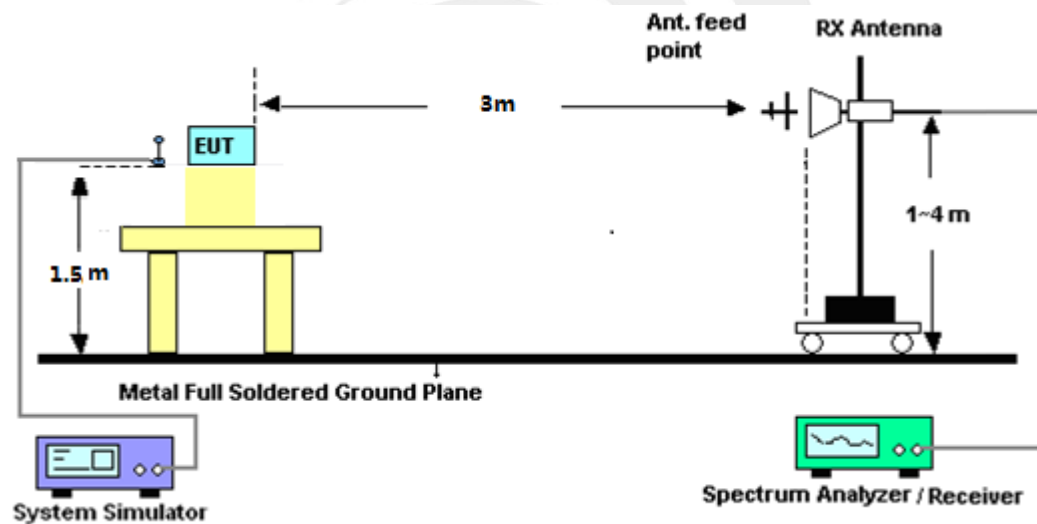 Ant. feed
point
RX Antenna
3m
EUT
1~4 m
1.5 m
Metal Full Soldered Ground Plane
System Simulator
Spectrum Analyzer / Receiver